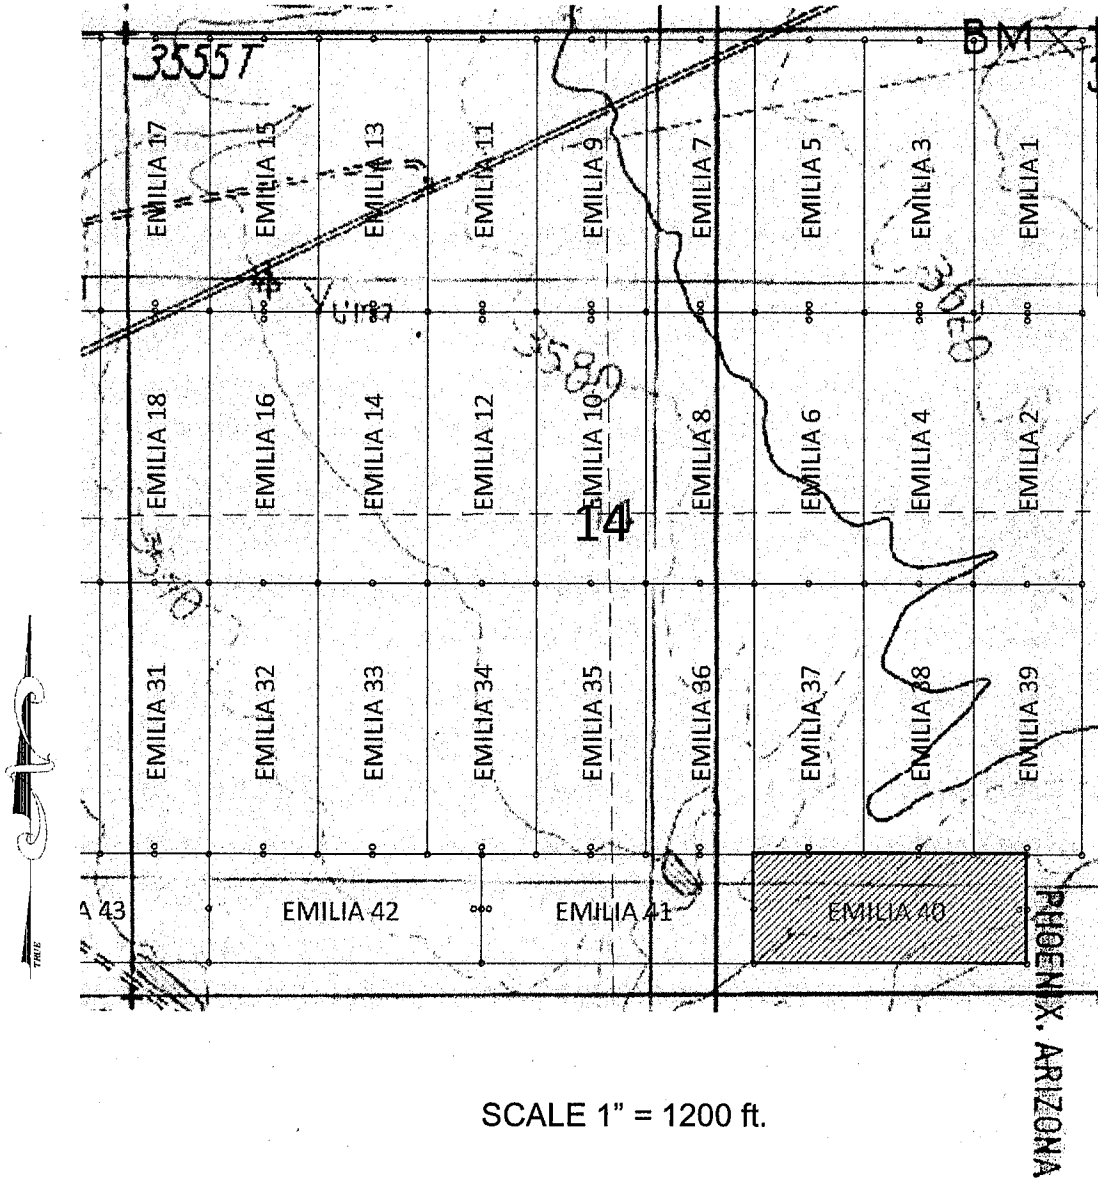 3555T
BM X 3
EMILIA 17
EMILIA 15
EMILIA 13
EMILIA 11
EMILIA 9
EMILIA 7
EMILIA 5
EMILIA 3
EMILIA 1
3620
3580
EMILIA 18
EMILIA 16
EMILIA 14
EMILIA 12
EMILIA 10
EMILIA 8
EMILIA 6
EMILIA 4
EMILIA 2
14
EMILIA 31
EMILIA 32
EMILIA 33
EMILIA 34
EMILIA 35
EMILIA 36
EMILIA 37
EMILIA 38
EMILIA 39
A 43
EMILIA 42
EMILIA 41
EMILIA 40
TRUE
PHOENIX, ARIZONA
SCALE 1” = 1200 ft.